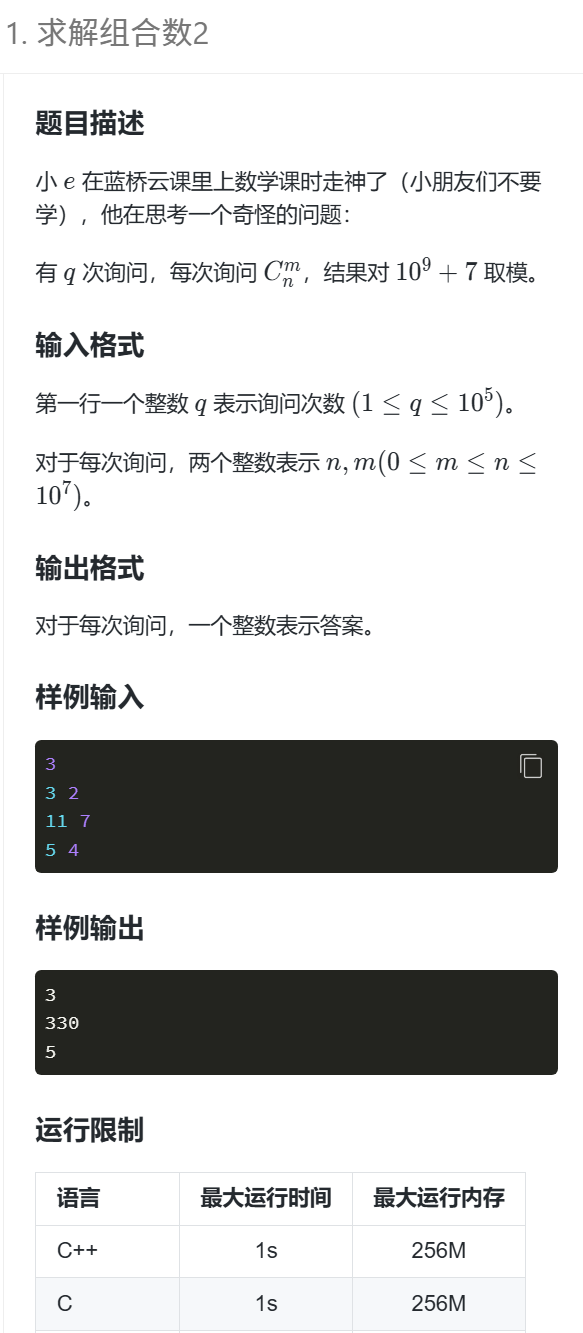 1. 求解组合数2
题目描述
小 e 在蓝桥云课里上数学课时走神了（小朋友们不要
学），他在思考一个奇怪的问题：
有 q 次询问，每次询问 C_n^m，结果对 10^9 + 7 取模。
输入格式
第一行一个整数 q 表示询问次数 (1 ≤ q ≤ 10^5)。
对于每次询问，两个整数表示 n, m(0 ≤ m ≤ n ≤
10^7)。
输出格式
对于每次询问，一个整数表示答案。
样例输入
3
3 2
11 7
5 4
样例输出
3
330
5
运行限制
语言 最大运行时间 最大运行内存
C++ 1s 256M
C 1s 256M